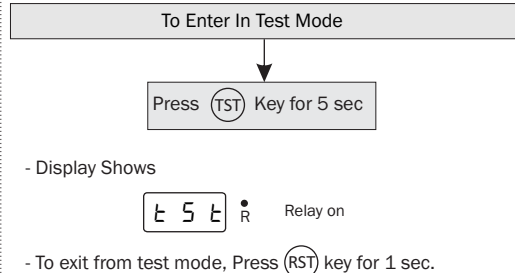 To Enter In Test Mode
Press TST Key for 5 sec
- Display Shows
t S t R Relay on
- To exit from test mode, Press RST key for 1 sec.